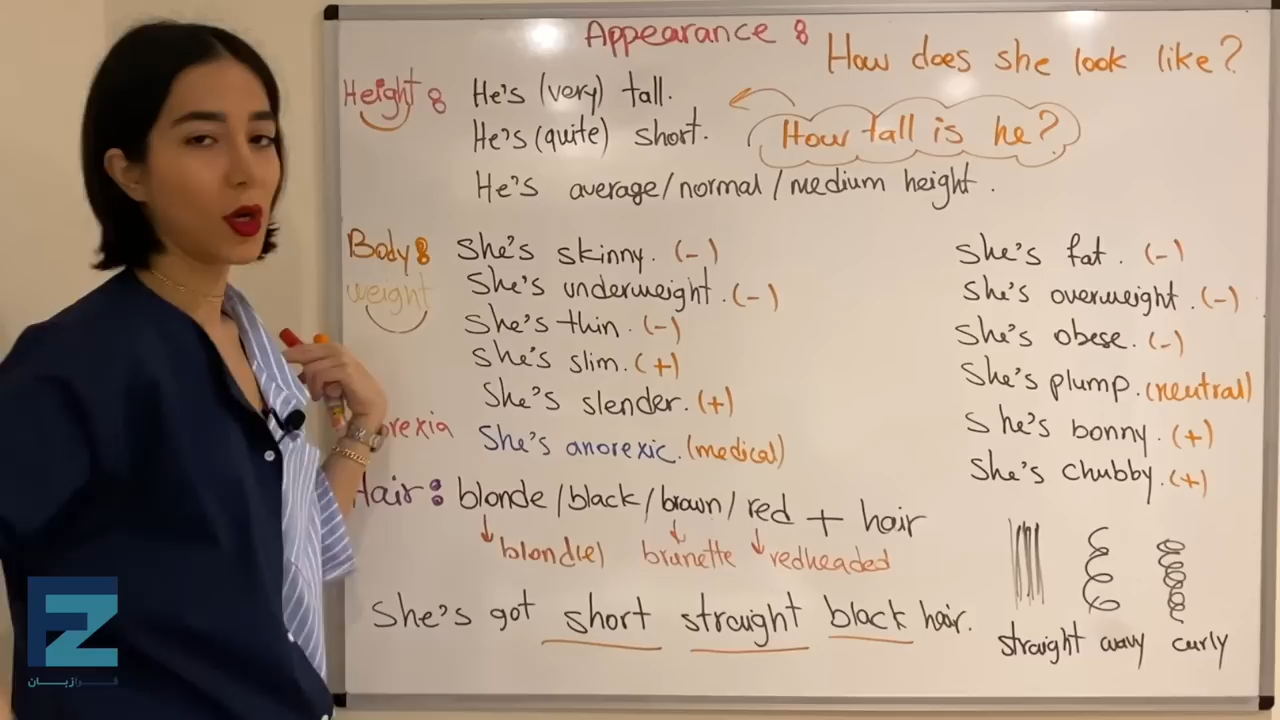 Appearance :
How does she look like?
Height : He's (very) tall.
He's (quite) short.
How tall is he?
He's average/normal/medium height.
Body : She's skinny. (-)
weight
She's underweight. (-)
She's thin. (-)
She's slim. (+)
She's slender. (+)
She's anorexic. (medical)
She's fat. (-)
She's overweight. (-)
She's obese. (-)
She's plump. (neutral)
She's bonny. (+)
She's chubby. (+)
Hair : blonde/black/brown/red + hair
blond(e) brunette redheaded
She's got short straight black hair.
straight wavy curly
FZ
فرازبان